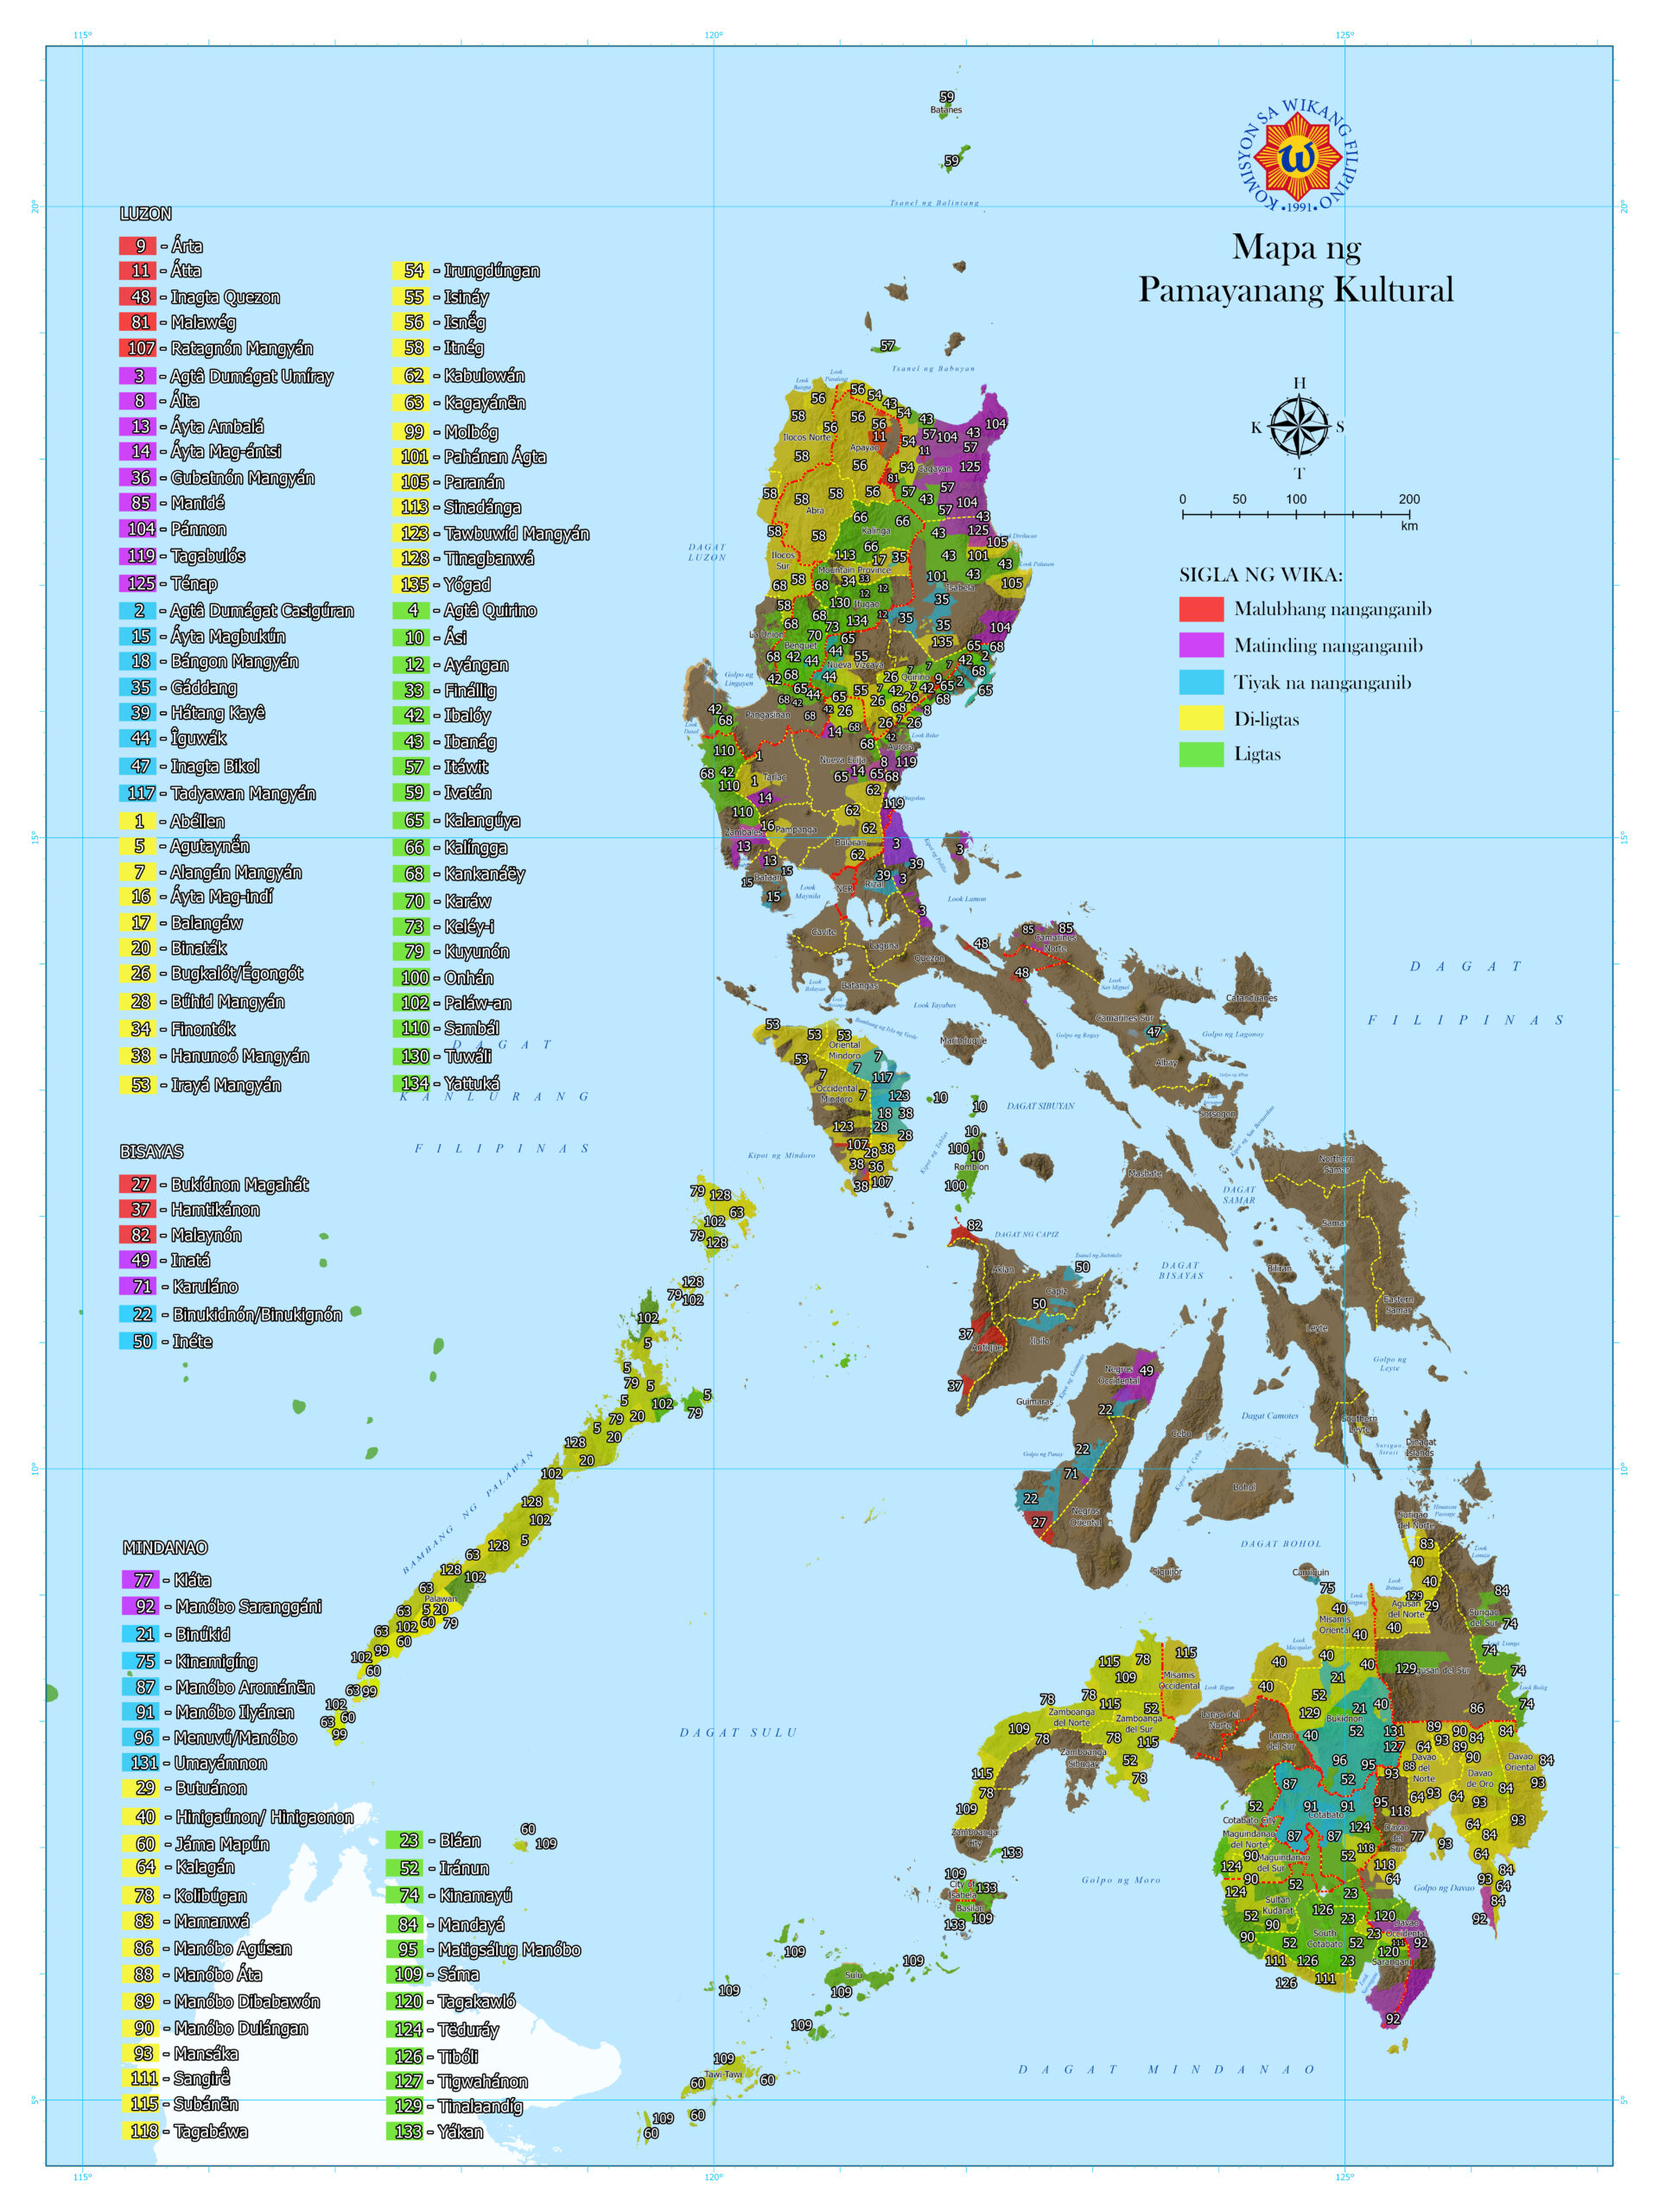 KOMISYON SA WIKANG FILIPINO
•1991•
Mapa ng
Pamayanang Kultural
H
K S
T
0 50 100 200
km
SIGLA NG WIKA:
Malubhang nanganganib
Matinding nanganganib
Tiyak na nanganganib
Di-ligtas
Ligtas
LUZON
9 - Árta
11 - Átta
48 - Inagta Quezon
81 - Malawég
107 - Ratagnón Mangyán
3 - Agtâ Dumágat Umíray
8 - Álta
13 - Áyta Ambalá
14 - Áyta Mag-ántsi
36 - Gubatnón Mangyán
85 - Manidé
104 - Pánnon
119 - Tagabulós
125 - Ténap
2 - Agtâ Dumágat Casigúran
15 - Áyta Magbukún
18 - Bángon Mangyán
35 - Gáddang
39 - Hátang Kayê
44 - Îguwák
47 - Inagta Bikol
117 - Tadyawan Mangyán
1 - Abéllen
5 - Agutaynën
7 - Alangán Mangyán
16 - Áyta Mag-indí
17 - Balangáw
20 - Binaták
26 - Bugkalót/Égongót
28 - Búhid Mangyán
34 - Finontók
38 - Hanunoó Mangyán
53 - Irayá Mangyán
54 - Irungdúngan
55 - Isináy
56 - Isnëg
58 - Itnég
62 - Kabulowán
63 - Kagayánën
99 - Molbóg
101 - Pahánan Ágta
105 - Paranán
113 - Sinadánga
123 - Tawbuwíd Mangyán
128 - Tinagbanwá
135 - Yógad
4 - Agtâ Quirino
10 - Ási
12 - Ayángan
33 - Finállig
42 - Ibalóy
43 - Ibanág
57 - Itáwit
59 - Ivatán
65 - Kalangúya
66 - Kalíngga
68 - Kankanáëy
70 - Karáw
73 - Keléy-i
79 - Kuyunón
100 - Onhán
102 - Paláw-an
110 - Sambál
130 - Tuwáli
134 - Yattuká
BISAYAS
27 - Bukídnon Magahát
37 - Hamtikánon
82 - Malaynón
49 - Inatá
71 - Karuláno
22 - Binukidnón/Binukignón
50 - Inéte
MINDANAO
77 - Kláta
92 - Manóbo Saranggáni
21 - Binúkid
75 - Kinamigíng
87 - Manóbo Arománën
91 - Manóbo Ilyánen
96 - Menuvú/Manóbo
131 - Umayámnon
29 - Butuánon
40 - Hinigaúnon/ Hinigaonon
60 - Jáma Mapún
64 - Kalagán
78 - Kolibúgan
83 - Mamanwá
86 - Manóbo Agúsan
88 - Manóbo Áta
89 - Manóbo Dibabawón
90 - Manóbo Dulángan
93 - Mansáka
111 - Sangirê
115 - Subánën
118 - Tagabáwa
23 - Bláan
52 - Iránun
74 - Kinamayú
84 - Mandayá
95 - Matigsálug Manóbo
109 - Sáma
120 - Tagakawló
124 - Tëduráy
126 - Tibóli
127 - Tigwahánon
129 - Tinalaandíg
133 - Yákan
115° 120° 125°
20° 15° 10° 5°
Batanes
Tsanel ng Balintang
Tsanel ng Babuyan
Ilocos Norte
Apayao
Cagayan
Abra
Kalinga
Ilocos
Sur
Mountain Province
Ifugao
Isabela
La Union
Benguet
Nueva Vizcaya
Quirino
Golpo ng
Lingayen
Pangasinan
Aurora
Nueva Ecija
Tarlac
Zambales
Pampanga
Bulacan
Bataan
Look
Maynila
NCR
Rizal
Look Lamon
Cavite
Laguna
Quezon
Batangas
Look Tayabas
Camarines
Norte
Camarines Sur
Catanduanes
Albay
Sorsogon
Marinduque
Oriental
Mindoro
Occidental
Mindoro
Romblon
Masbate
DAGAT
LUZON
DAGAT
KANLURANG
FILIPINAS
DAGAT
FILIPINAS
Kipot ng Mindoro
DAGAT SIBUYAN
DAGAT NG CAPIZ
DAGAT
SAMAR
DAGAT
BISAYAS
Northern
Samar
Samar
Eastern
Samar
Biliran
Leyte
Southern
Leyte
Golpo ng
Leyte
Aklan
Capiz
Iloilo
Antique
Guimaras
Negros
Occidental
Negros
Oriental
Cebu
Bohol
Siquijor
Dagat Camotes
DAGAT BOHOL
BAMBANG NG PALAWAN
Palawan
DAGAT SULU
Dinagat
Islands
Surigao
del Norte
Agusan
del Norte
Surigao
del Sur
Agusan del Sur
Camiguin
Misamis
Oriental
Misamis
Occidental
Bukidnon
Lanao del
Norte
Lanao
del Sur
Zamboanga
del Norte
Zamboanga
del Sur
Zamboanga
Sibugay
Zamboanga
City
City of
Isabela
Basilan
Sulu
Tawi-Tawi
Cotabato
Cotabato City
Maguindanao
del Norte
Maguindanao
del Sur
Sultan
Kudarat
South
Cotabato
Sarangani
Davao
del
Norte
Davao
de Oro
Davao
Oriental
Davao
del
Sur
Davao
Occidental
Golpo ng Davao
Golpo ng Moro
DAGAT MINDANAO